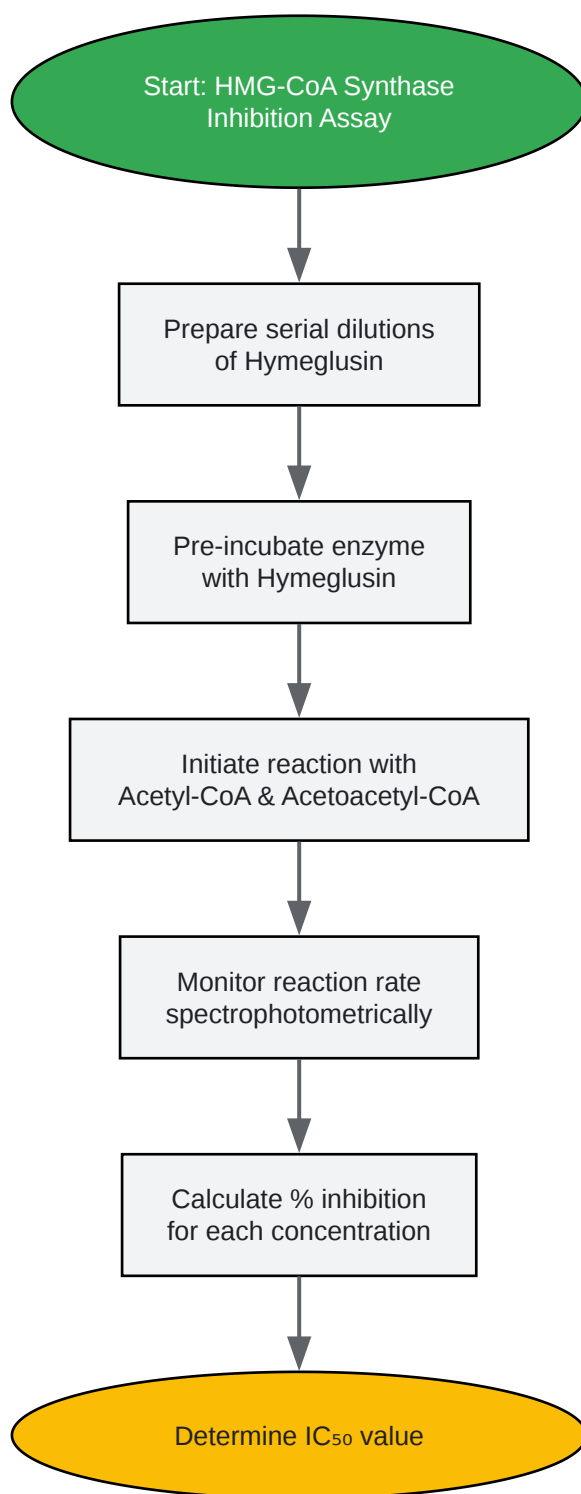 Start: HMG-CoA Synthase
Inhibition Assay
Prepare serial dilutions
of Hymeglusin
Pre-incubate enzyme
with Hymeglusin
Initiate reaction with
Acetyl-CoA & Acetoacetyl-CoA
Monitor reaction rate
spectrophotometrically
Calculate % inhibition
for each concentration
Determine IC₅₀ value